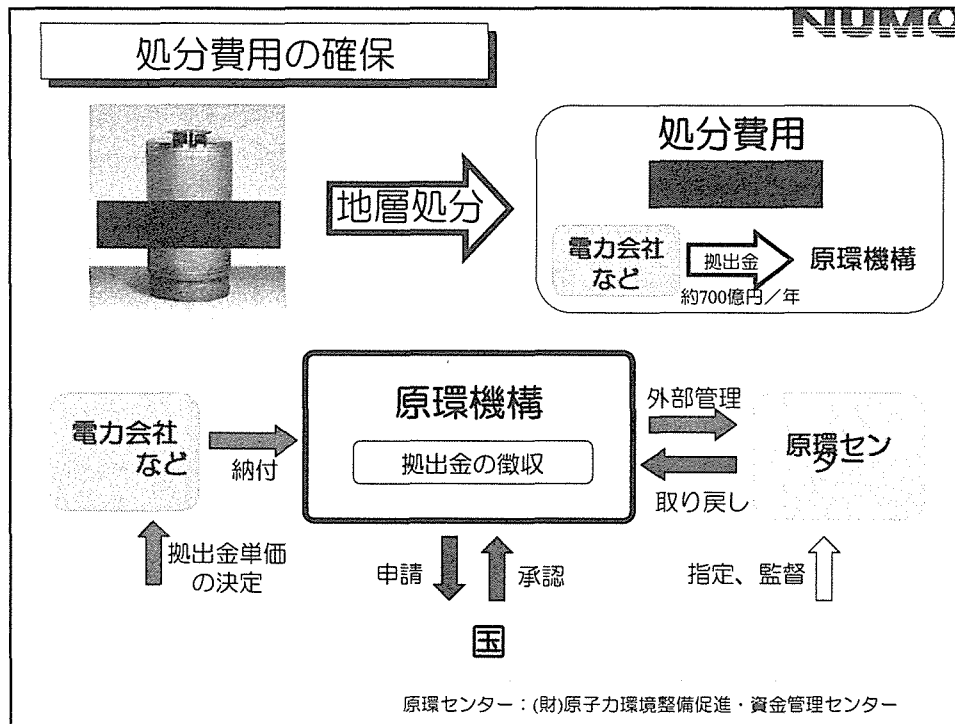 NUMO
処分費用の確保
地層処分
処分費用
電力会社
など
拠出金
原環機構
約700億円／年
電力会社
など
納付
原環機構
拠出金の徴収
外部管理
取り戻し
原環セン
ター
拠出金単価
の決定
申請
承認
指定、監督
国
原環センター：(財)原子力環境整備促進・資金管理センター